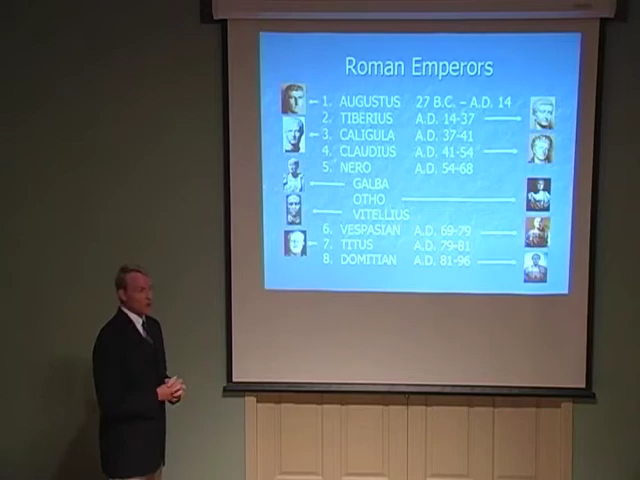 Roman Emperors
1. AUGUSTUS 27 B.C. – A.D. 14
2. TIBERIUS A.D. 14-37
3. CALIGULA A.D. 37-41
4. CLAUDIUS A.D. 41-54
5. NERO A.D. 54-68
GALBA
OTHO
VITELLIUS
6. VESPASIAN A.D. 69-79
7. TITUS A.D. 79-81
8. DOMITIAN A.D. 81-96